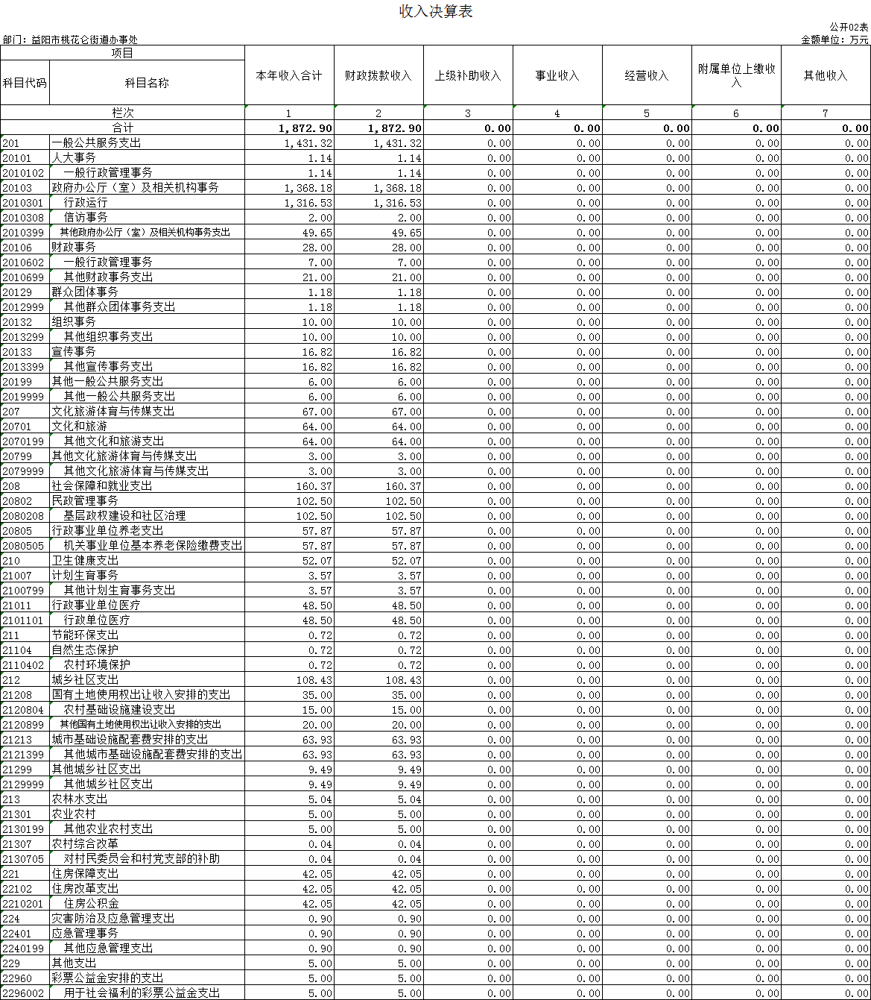 收入决算表
公开02表
部门：益阳市桃花仑街道办事处 金额单位：万元
项目 本年收入合计 财政拨款收入 上级补助收入 事业收入 经营收入 附属单位上缴收入 其他收入
科目代码 科目名称
栏次 1 2 3 4 5 6 7
合计 1,872.90 1,872.90 0.00 0.00 0.00 0.00 0.00
201 一般公共服务支出 1,431.32 1,431.32 0.00 0.00 0.00 0.00 0.00
20101 人大事务 1.14 1.14 0.00 0.00 0.00 0.00 0.00
2010102 一般行政管理事务 1.14 1.14 0.00 0.00 0.00 0.00 0.00
20103 政府办公厅（室）及相关机构事务 1,368.18 1,368.18 0.00 0.00 0.00 0.00 0.00
2010301 行政运行 1,316.53 1,316.53 0.00 0.00 0.00 0.00 0.00
2010308 信访事务 2.00 2.00 0.00 0.00 0.00 0.00 0.00
2010399 其他政府办公厅（室）及相关机构事务支出 49.65 49.65 0.00 0.00 0.00 0.00 0.00
20106 财政事务 28.00 28.00 0.00 0.00 0.00 0.00 0.00
2010602 一般行政管理事务 7.00 7.00 0.00 0.00 0.00 0.00 0.00
2010699 其他财政事务支出 21.00 21.00 0.00 0.00 0.00 0.00 0.00
20129 群众团体事务 1.18 1.18 0.00 0.00 0.00 0.00 0.00
2012999 其他群众团体事务支出 1.18 1.18 0.00 0.00 0.00 0.00 0.00
20132 组织事务 10.00 10.00 0.00 0.00 0.00 0.00 0.00
2013299 其他组织事务支出 10.00 10.00 0.00 0.00 0.00 0.00 0.00
20133 宣传事务 16.82 16.82 0.00 0.00 0.00 0.00 0.00
2013399 其他宣传事务支出 16.82 16.82 0.00 0.00 0.00 0.00 0.00
20199 其他一般公共服务支出 6.00 6.00 0.00 0.00 0.00 0.00 0.00
2019999 其他一般公共服务支出 6.00 6.00 0.00 0.00 0.00 0.00 0.00
207 文化旅游体育与传媒支出 67.00 67.00 0.00 0.00 0.00 0.00 0.00
20701 文化和旅游 64.00 64.00 0.00 0.00 0.00 0.00 0.00
2070199 其他文化和旅游支出 64.00 64.00 0.00 0.00 0.00 0.00 0.00
20799 其他文化旅游体育与传媒支出 3.00 3.00 0.00 0.00 0.00 0.00 0.00
2079999 其他文化旅游体育与传媒支出 3.00 3.00 0.00 0.00 0.00 0.00 0.00
208 社会保障和就业支出 160.37 160.37 0.00 0.00 0.00 0.00 0.00
20802 民政管理事务 102.50 102.50 0.00 0.00 0.00 0.00 0.00
2080208 基层政权建设和社区治理 102.50 102.50 0.00 0.00 0.00 0.00 0.00
20805 行政事业单位养老支出 57.87 57.87 0.00 0.00 0.00 0.00 0.00
2080505 机关事业单位基本养老保险缴费支出 57.87 57.87 0.00 0.00 0.00 0.00 0.00
210 卫生健康支出 52.07 52.07 0.00 0.00 0.00 0.00 0.00
21007 计划生育事务 3.57 3.57 0.00 0.00 0.00 0.00 0.00
2100799 其他计划生育事务支出 3.57 3.57 0.00 0.00 0.00 0.00 0.00
21011 行政事业单位医疗 48.50 48.50 0.00 0.00 0.00 0.00 0.00
2101101 行政单位医疗 48.50 48.50 0.00 0.00 0.00 0.00 0.00
211 节能环保支出 0.72 0.72 0.00 0.00 0.00 0.00 0.00
21104 自然生态保护 0.72 0.72 0.00 0.00 0.00 0.00 0.00
2110402 农村环境保护 0.72 0.72 0.00 0.00 0.00 0.00 0.00
212 城乡社区支出 108.43 108.43 0.00 0.00 0.00 0.00 0.00
21208 国有土地使用权出让收入安排的支出 35.00 35.00 0.00 0.00 0.00 0.00 0.00
2120804 农村基础设施建设支出 15.00 15.00 0.00 0.00 0.00 0.00 0.00
2120899 其他国有土地使用权出让收入安排的支出 20.00 20.00 0.00 0.00 0.00 0.00 0.00
21213 城市基础设施配套费安排的支出 63.93 63.93 0.00 0.00 0.00 0.00 0.00
2121399 其他城市基础设施配套费安排的支出 63.93 63.93 0.00 0.00 0.00 0.00 0.00
21299 其他城乡社区支出 9.49 9.49 0.00 0.00 0.00 0.00 0.00
2129999 其他城乡社区支出 9.49 9.49 0.00 0.00 0.00 0.00 0.00
213 农林水支出 5.04 5.04 0.00 0.00 0.00 0.00 0.00
21301 农业农村 5.00 5.00 0.00 0.00 0.00 0.00 0.00
2130199 其他农业农村支出 5.00 5.00 0.00 0.00 0.00 0.00 0.00
21307 农村综合改革 0.04 0.04 0.00 0.00 0.00 0.00 0.00
2130705 对村民委员会和村党支部的补助 0.04 0.04 0.00 0.00 0.00 0.00 0.00
221 住房保障支出 42.05 42.05 0.00 0.00 0.00 0.00 0.00
22102 住房改革支出 42.05 42.05 0.00 0.00 0.00 0.00 0.00
2210201 住房公积金 42.05 42.05 0.00 0.00 0.00 0.00 0.00
224 灾害防治及应急管理支出 0.90 0.90 0.00 0.00 0.00 0.00 0.00
22401 应急管理事务 0.90 0.90 0.00 0.00 0.00 0.00 0.00
2240199 其他应急管理支出 0.90 0.90 0.00 0.00 0.00 0.00 0.00
229 其他支出 5.00 5.00 0.00 0.00 0.00 0.00 0.00
22960 彩票公益金安排的支出 5.00 5.00 0.00 0.00 0.00 0.00 0.00
2296002 用于社会福利的彩票公益金支出 5.00 5.00 0.00 0.00 0.00 0.00 0.00